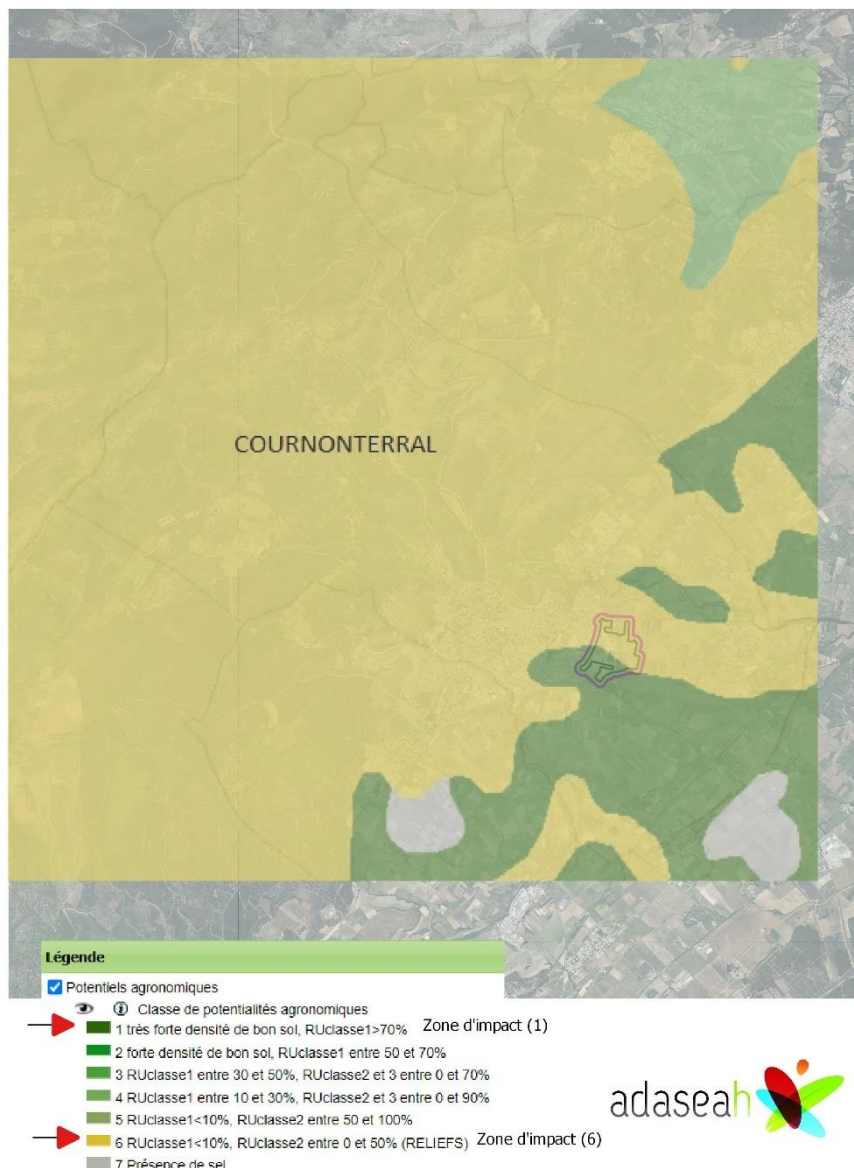 COURNONTERRAL
Légende
Potentiels agronomiques
Classe de potentialités agronomiques
1 très forte densité de bon sol, RUclasse1>70% Zone d'impact (1)
2 forte densité de bon sol, RUclasse1 entre 50 et 70%
3 RUclasse1 entre 30 et 50%, RUclasse2 et 3 entre 0 et 70%
4 RUclasse1 entre 10 et 30%, RUclasse2 et 3 entre 0 et 90%
5 RUclasse1<10%, RUclasse2 entre 50 et 100%
6 RUclasse1<10%, RUclasse2 entre 0 et 50% (RELIEFS) Zone d'impact (6)
7 Présence de sel
adaseah